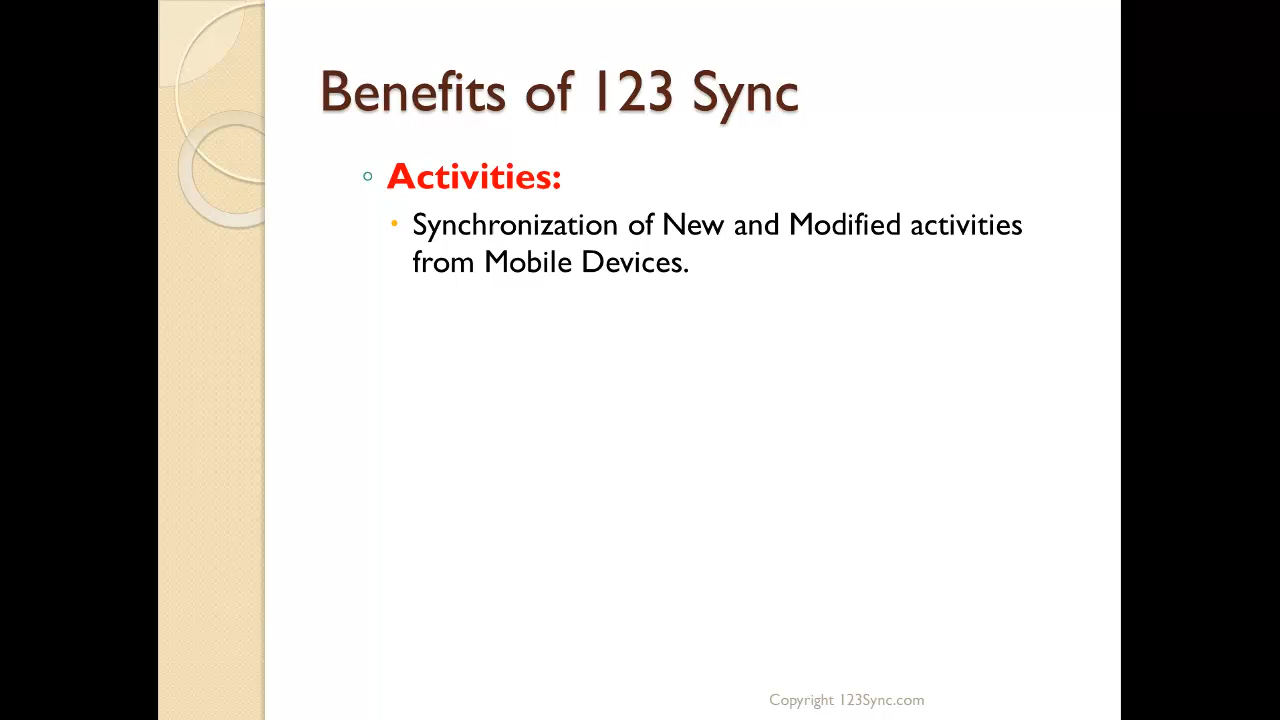 Benefits of 123 Sync
Activities:
Synchronization of New and Modified activities
from Mobile Devices.
Copyright 123Sync.com